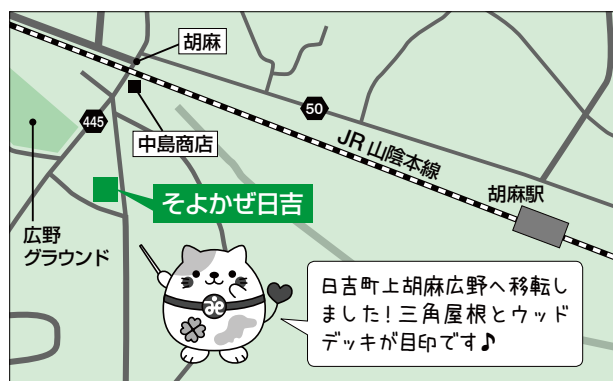 胡麻
445
中島商店
50
JR 山陰本線
胡麻駅
そよかぜ日吉
広野
グラウンド
日吉町上胡麻広野へ移転し
ました!三角屋根とウッド
デッキが目印です♪